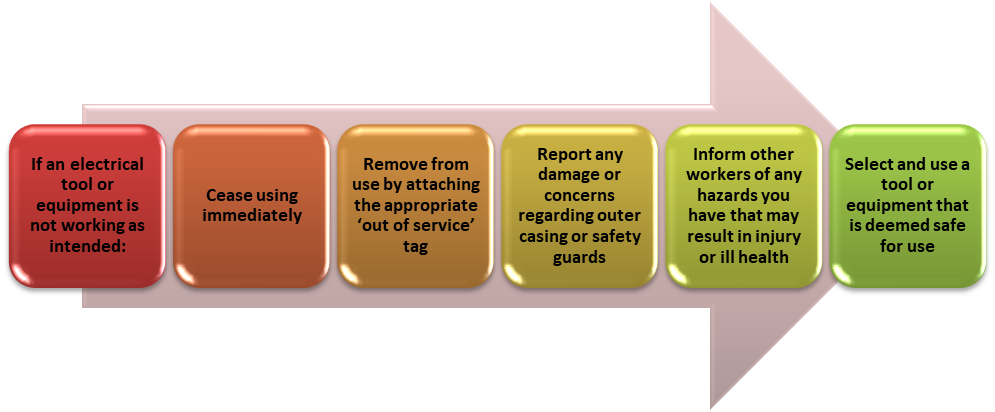 If an electrical
tool or
equipment is
not working as
intended:
Cease using
immediately
Remove from
use by attaching
the appropriate
‘out of service’
tag
Report any
damage or
concerns
regarding outer
casing or safety
guards
Inform other
workers of any
hazards you
have that may
result in injury
or ill health
Select and use a
tool or
equipment that
is deemed safe
for use